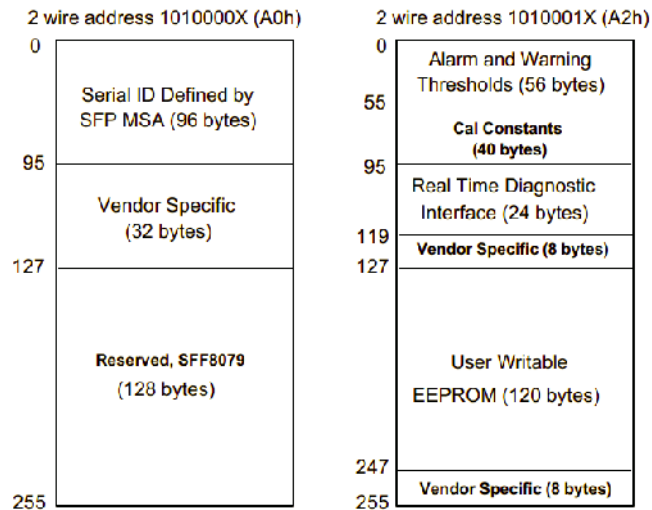 2 wire address 1010000X (A0h)
0
Serial ID Defined by
SFP MSA (96 bytes)
95
Vendor Specific
(32 bytes)
127
Reserved, SFF8079
(128 bytes)
255
2 wire address 1010001X (A2h)
0
Alarm and Warning
Thresholds (56 bytes)
55
Cal Constants
(40 bytes)
95
Real Time Diagnostic
Interface (24 bytes)
119
Vendor Specific (8 bytes)
127
User Writable
EEPROM (120 bytes)
247
Vendor Specific (8 bytes)
255